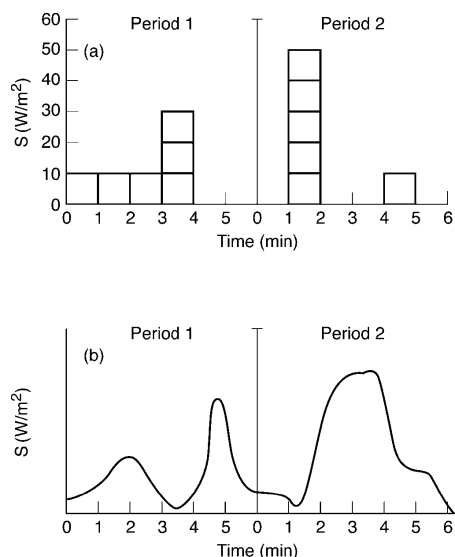 Period 1 Period 2
(a)
60
50
40
30
20
10
0
S (W/m²)
0 1 2 3 4 5 0 1 2 3 4 5 6
Time (min)
Period 1 Period 2
(b)
S (W/m²)
0 1 2 3 4 5 0 1 2 3 4 5 6
Time (min)